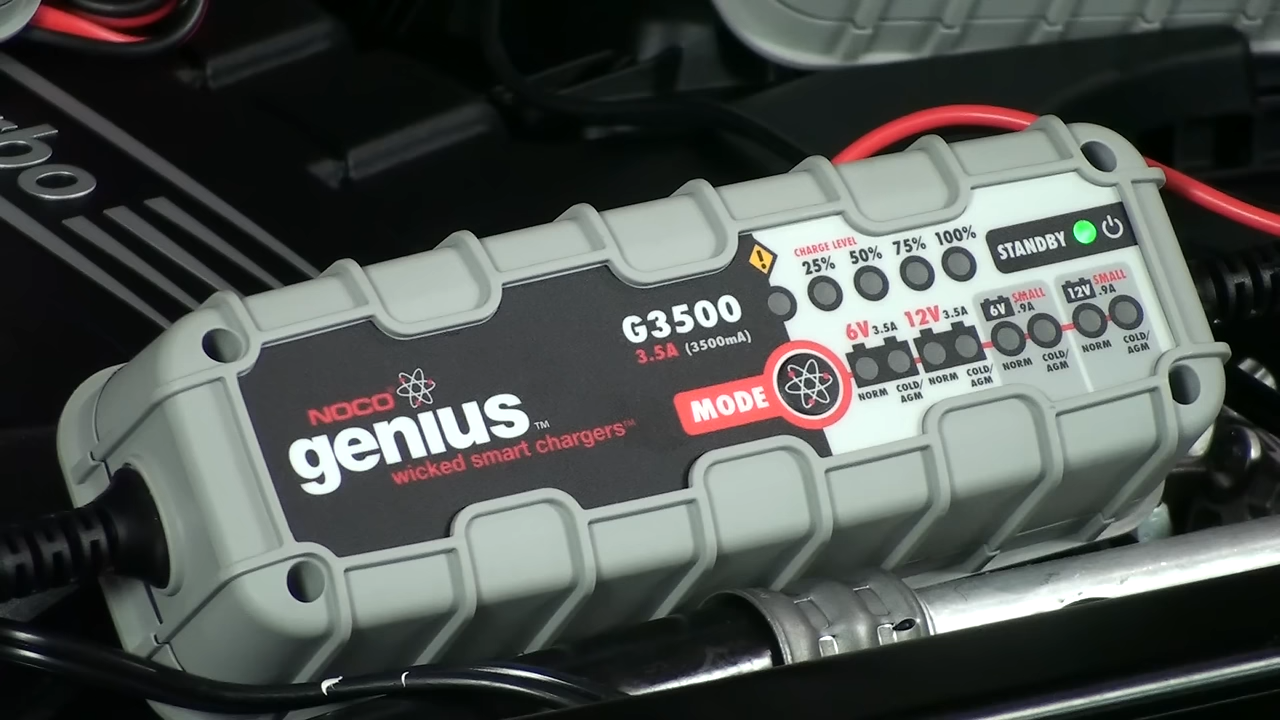 bo
NOCO
genius™
wicked smart chargers™
G3500
3.5A (3500mA)
MODE
!
CHARGE LEVEL
25% 50% 75% 100%
STANDBY
6V 3.5A 12V 3.5A
6V SMALL .9A
12V SMALL .9A
NORM COLD/AGM NORM COLD/AGM NORM COLD/AGM NORM COLD/AGM